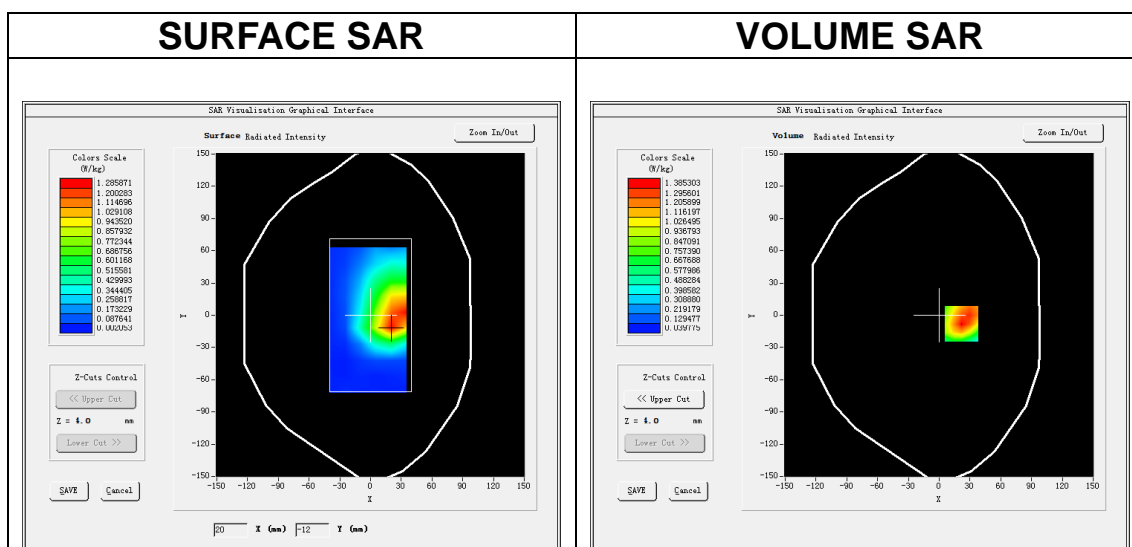 SURFACE SAR
VOLUME SAR
SAR Visualisation Graphical Interface
Surface Radiated Intensity
Zoom In/Out
Colors Scale
(W/kg)
1.285871
1.200283
1.114696
1.029108
0.943520
0.857932
0.772344
0.686756
0.601168
0.515581
0.429993
0.344405
0.258817
0.173229
0.087641
0.002053
150
120
90
60
30
0
-30
-60
-90
-120
-150
Y
-150 -120 -90 -60 -30 0 30 60 90 120 150
X
Z-Cuts Control
<< Upper Cut
Z = 4.0 mm
Lower Cut >>
SAVE
Cancel
20 X (mm) -12 Y (mm)
SAR Visualisation Graphical Interface
Volume Radiated Intensity
Zoom In/Out
Colors Scale
(W/kg)
1.385303
1.295601
1.205899
1.116197
1.026495
0.936793
0.847091
0.757390
0.667688
0.577986
0.488284
0.398582
0.308880
0.219179
0.129477
0.039775
150
120
90
60
30
0
-30
-60
-90
-120
-150
Y
-150 -120 -90 -60 -30 0 30 60 90 120 150
X
Z-Cuts Control
<< Upper Cut
Z = 4.0 mm
Lower Cut >>
SAVE
Cancel